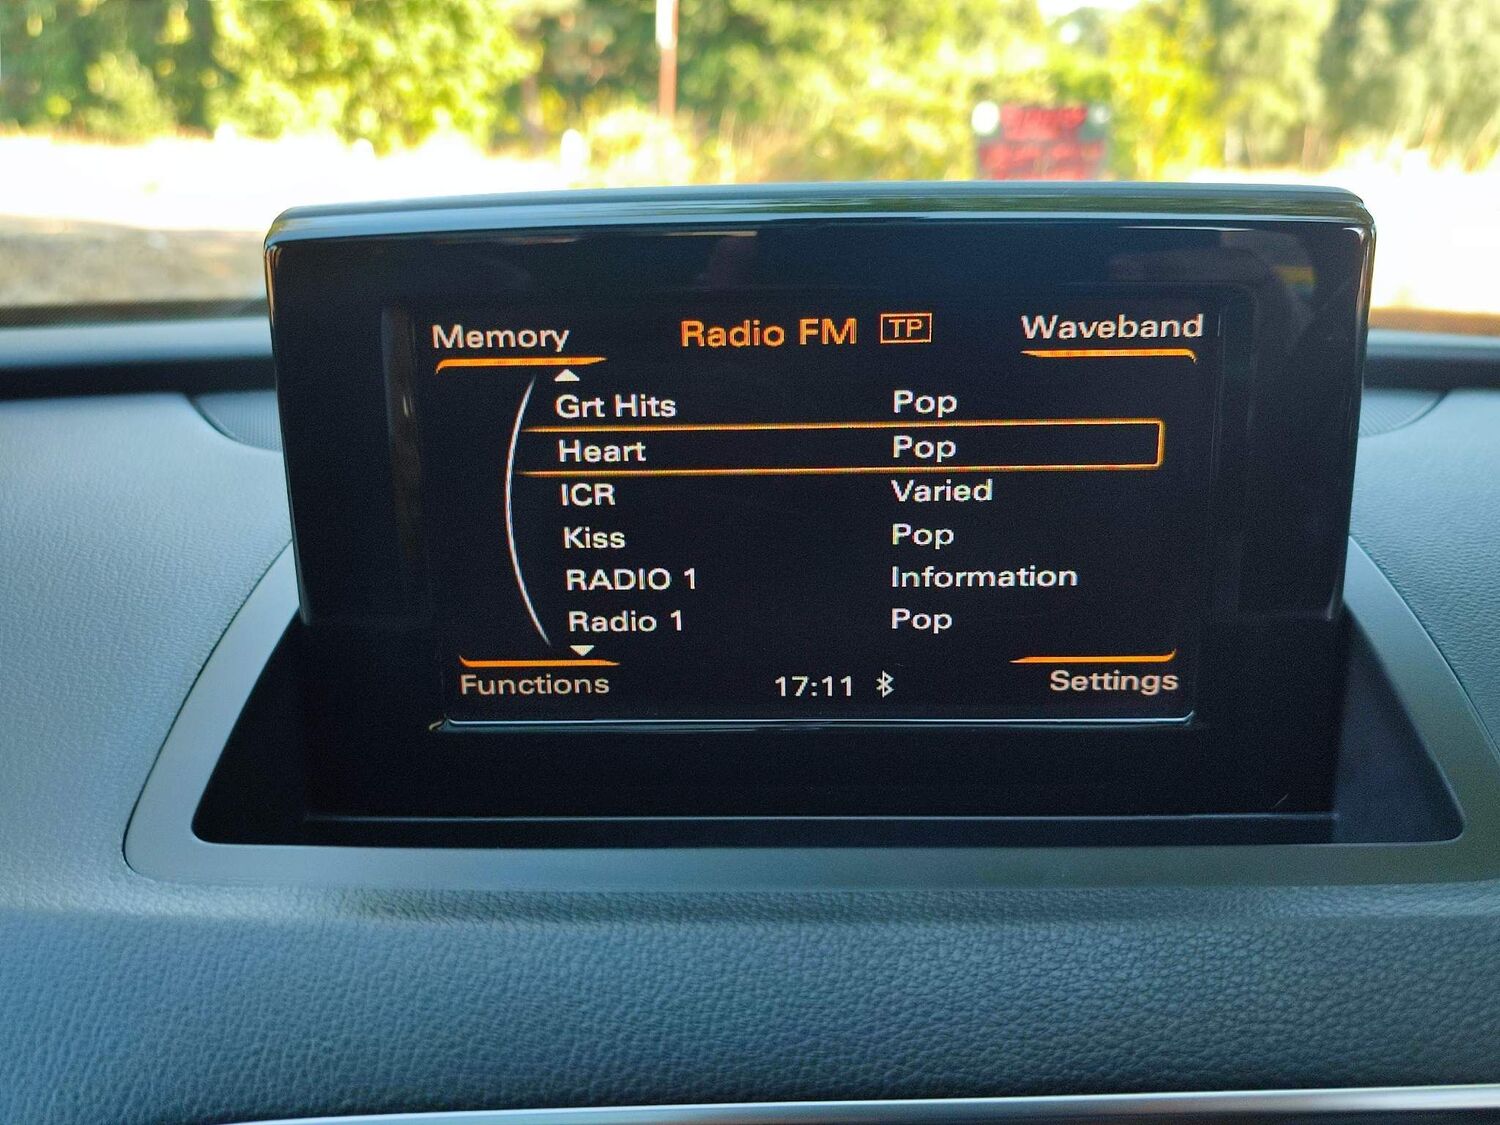 Memory Radio FM TP Waveband
Grt Hits Pop
Heart Pop
ICR Varied
Kiss Pop
RADIO 1 Information
Radio 1 Pop
Functions 17:11 Settings